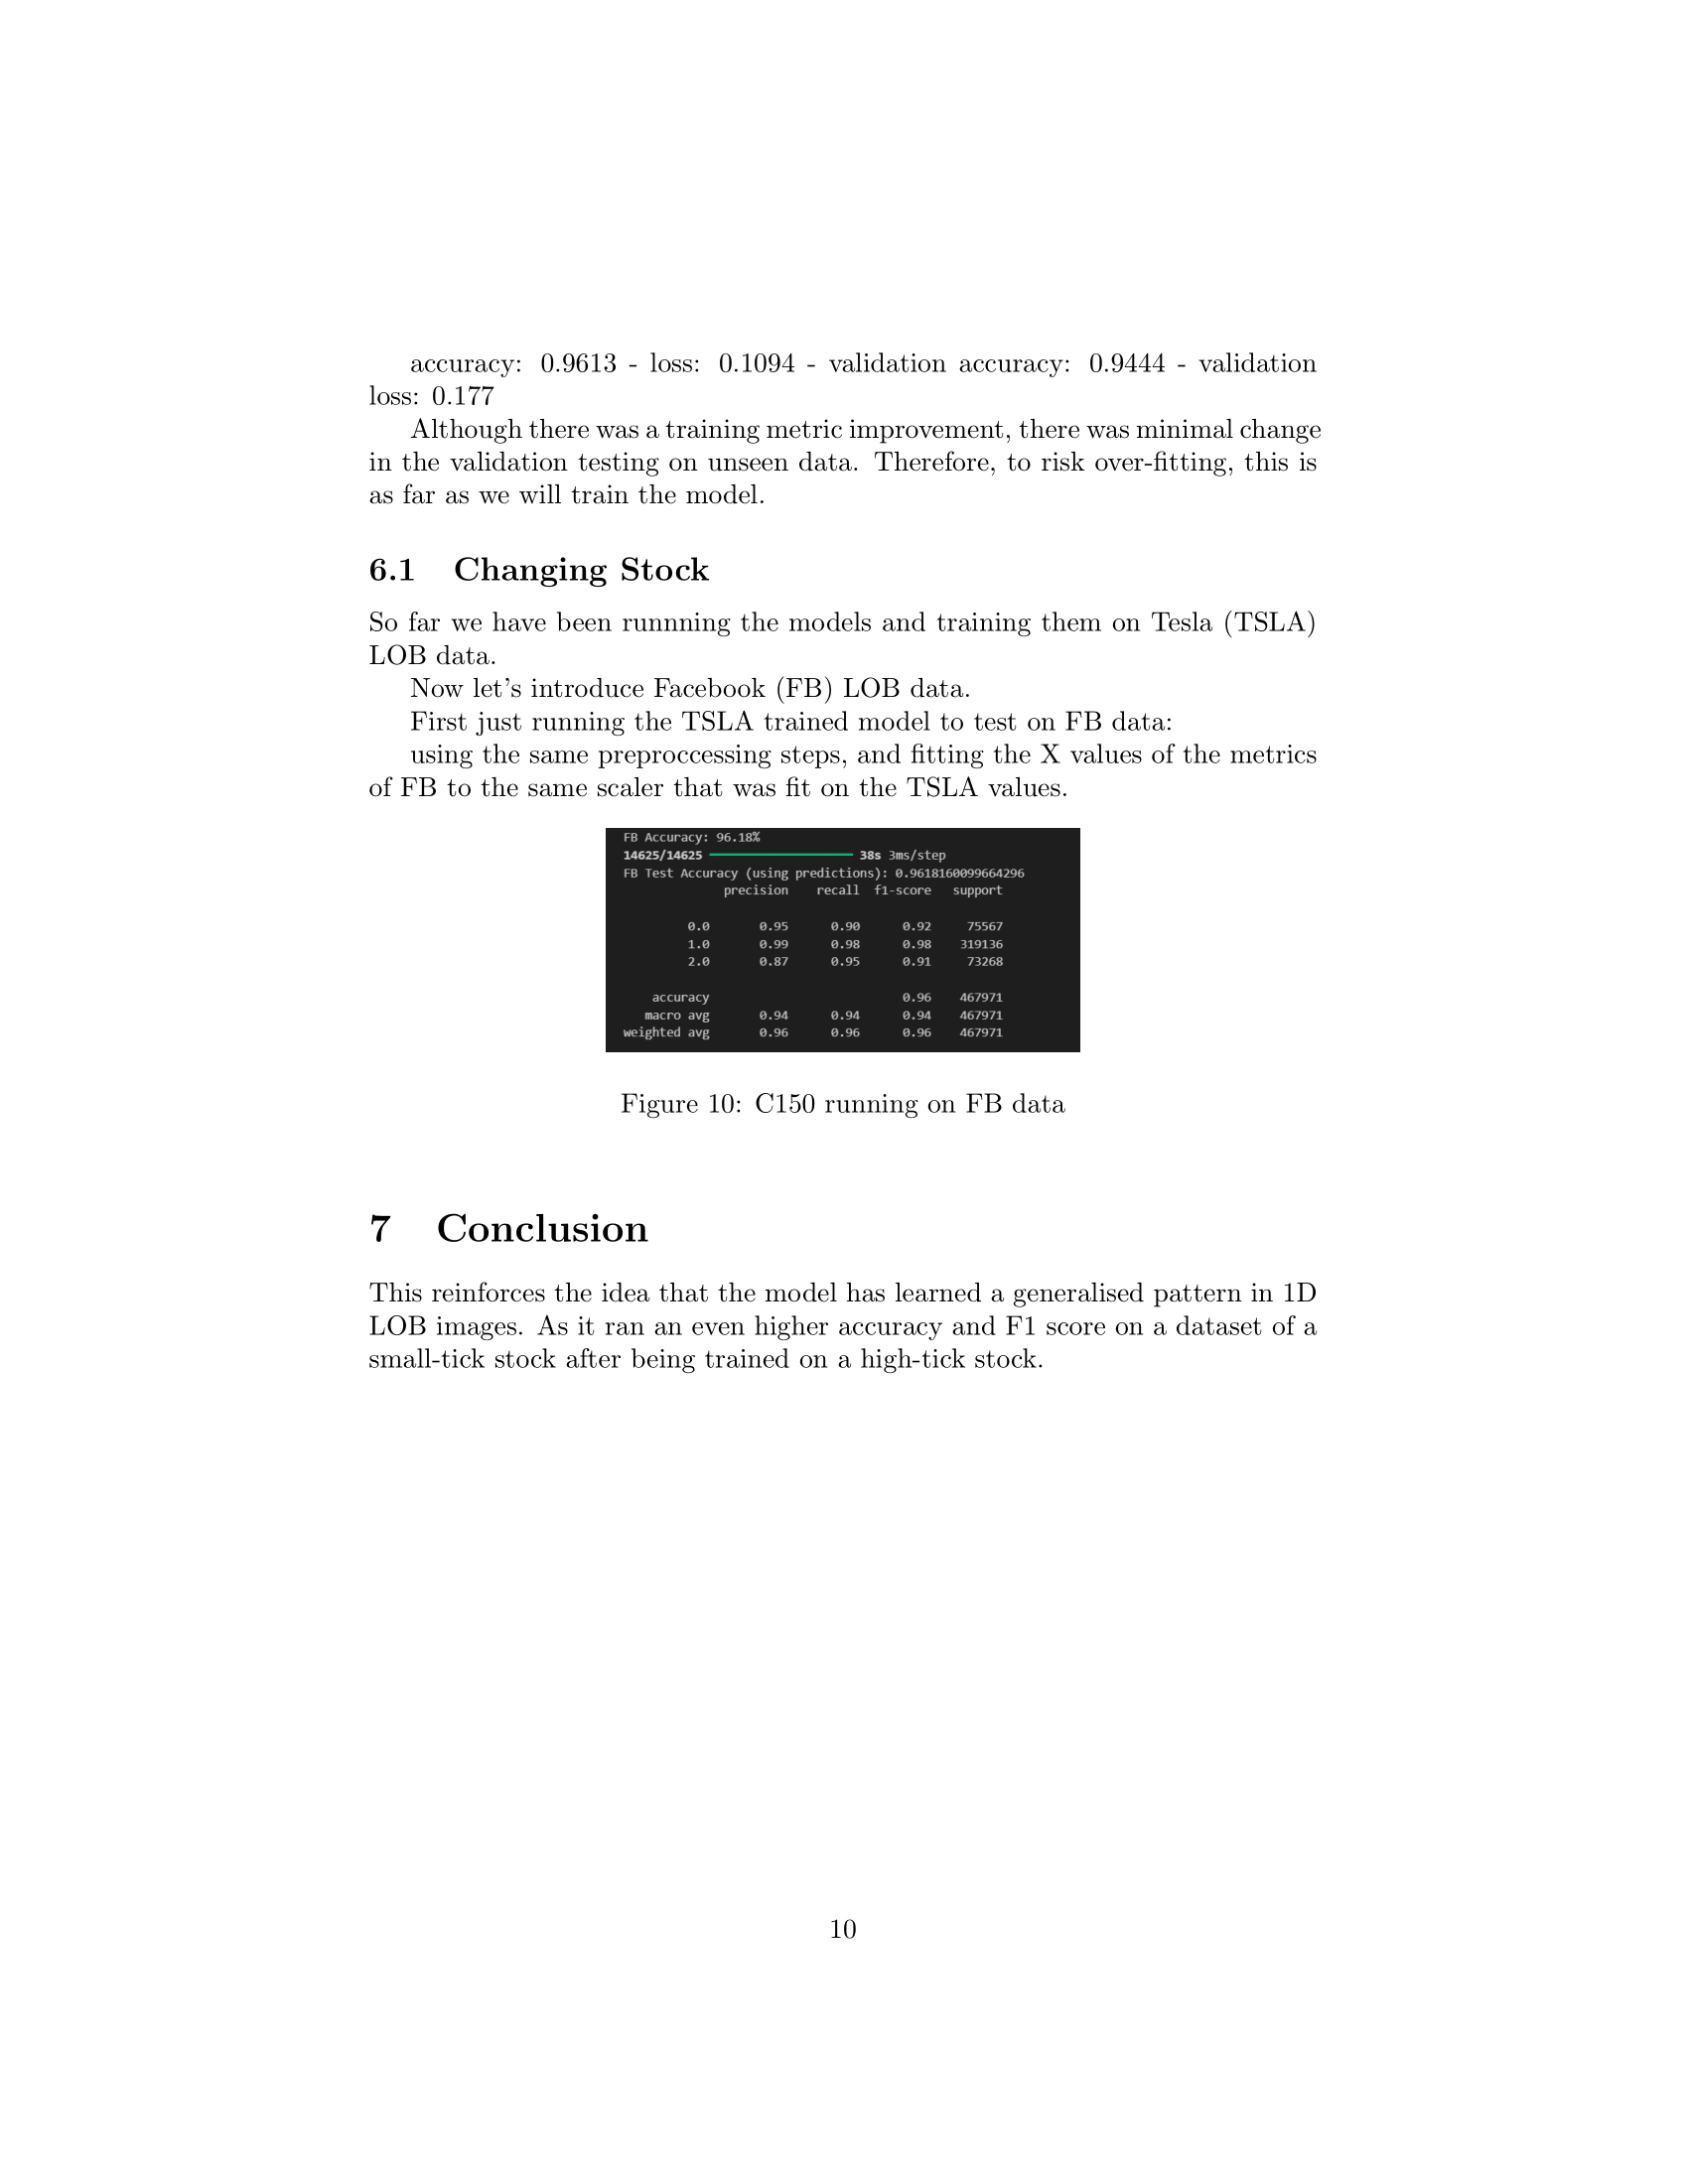 accuracy: 0.9613 - loss: 0.1094 - validation accuracy: 0.9444 - validation
loss: 0.177
Although there was a training metric improvement, there was minimal change
in the validation testing on unseen data. Therefore, to risk over-fitting, this is
as far as we will train the model.
6.1 Changing Stock
So far we have been runnning the models and training them on Tesla (TSLA)
LOB data.
Now let's introduce Facebook (FB) LOB data.
First just running the TSLA trained model to test on FB data:
using the same preproccessing steps, and fitting the X values of the metrics
of FB to the same scaler that was fit on the TSLA values.
FB Accuracy: 96.18%
14625/14625 38s 3ms/step
FB Test Accuracy (using predictions): 0.9618160099664296
precision recall f1-score support
0.0 0.95 0.90 0.92 75567
1.0 0.99 0.98 0.98 319136
2.0 0.87 0.95 0.91 73268
accuracy 0.96 467971
macro avg 0.94 0.94 0.94 467971
weighted avg 0.96 0.96 0.96 467971
Figure 10: C150 running on FB data
7 Conclusion
This reinforces the idea that the model has learned a generalised pattern in 1D
LOB images. As it ran an even higher accuracy and F1 score on a dataset of a
small-tick stock after being trained on a high-tick stock.
10